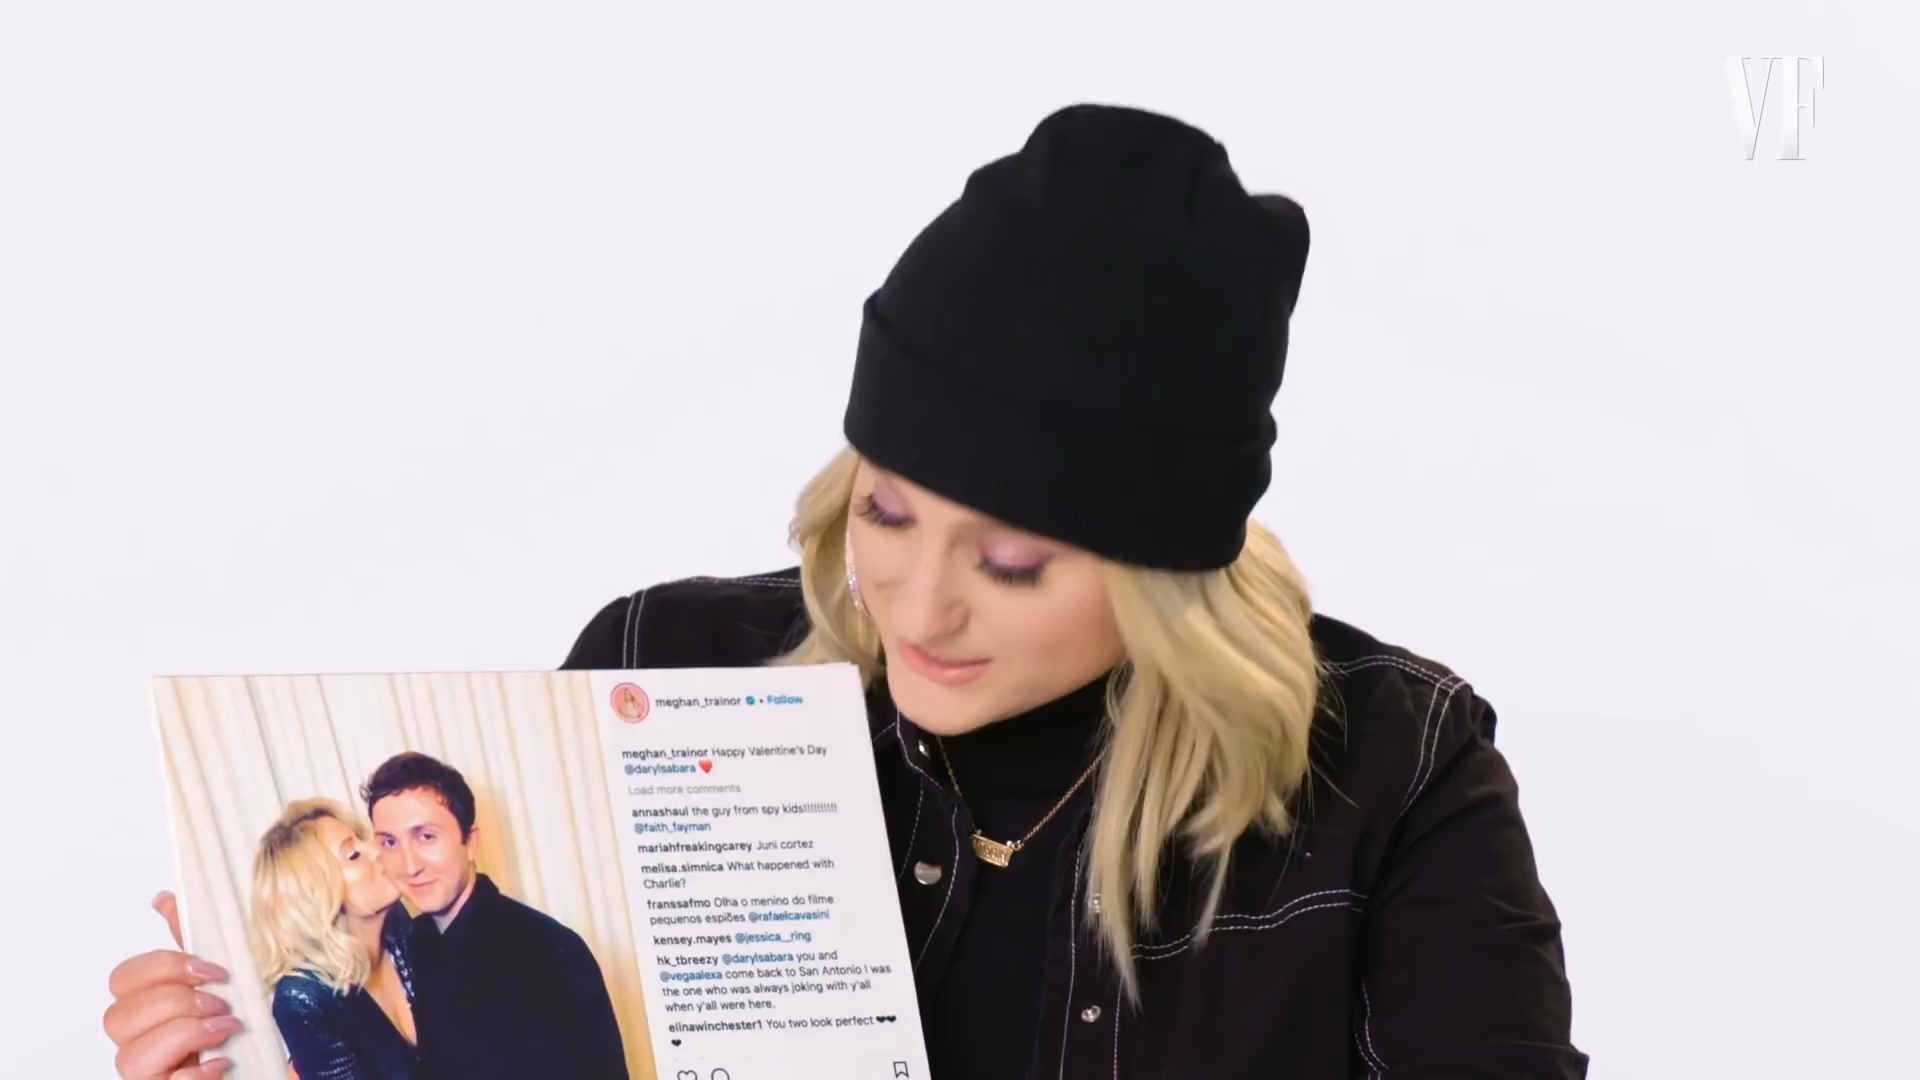 VF
meghan_trainor • Follow
meghan_trainor Happy Valentine's Day
@darylsabara ❤️
Load more comments
annashaul the guy from spy kids!!!!!!!!!!
@faith_fayman
mariahfreakingcarey Juni cortez
melisa.simnica What happened with
Charlie?
franssafmo Olha o menino do filme
pequenos espiões @rafaelcavasini
kensey.mayes @jessica__ring
hk_tbreezy @darylsabara you and
@vegaalexa come back to San Antonio I was
the one who was always joking with y'all
when y'all were here.
elinawinchester1 You two look perfect ❤❤
❤